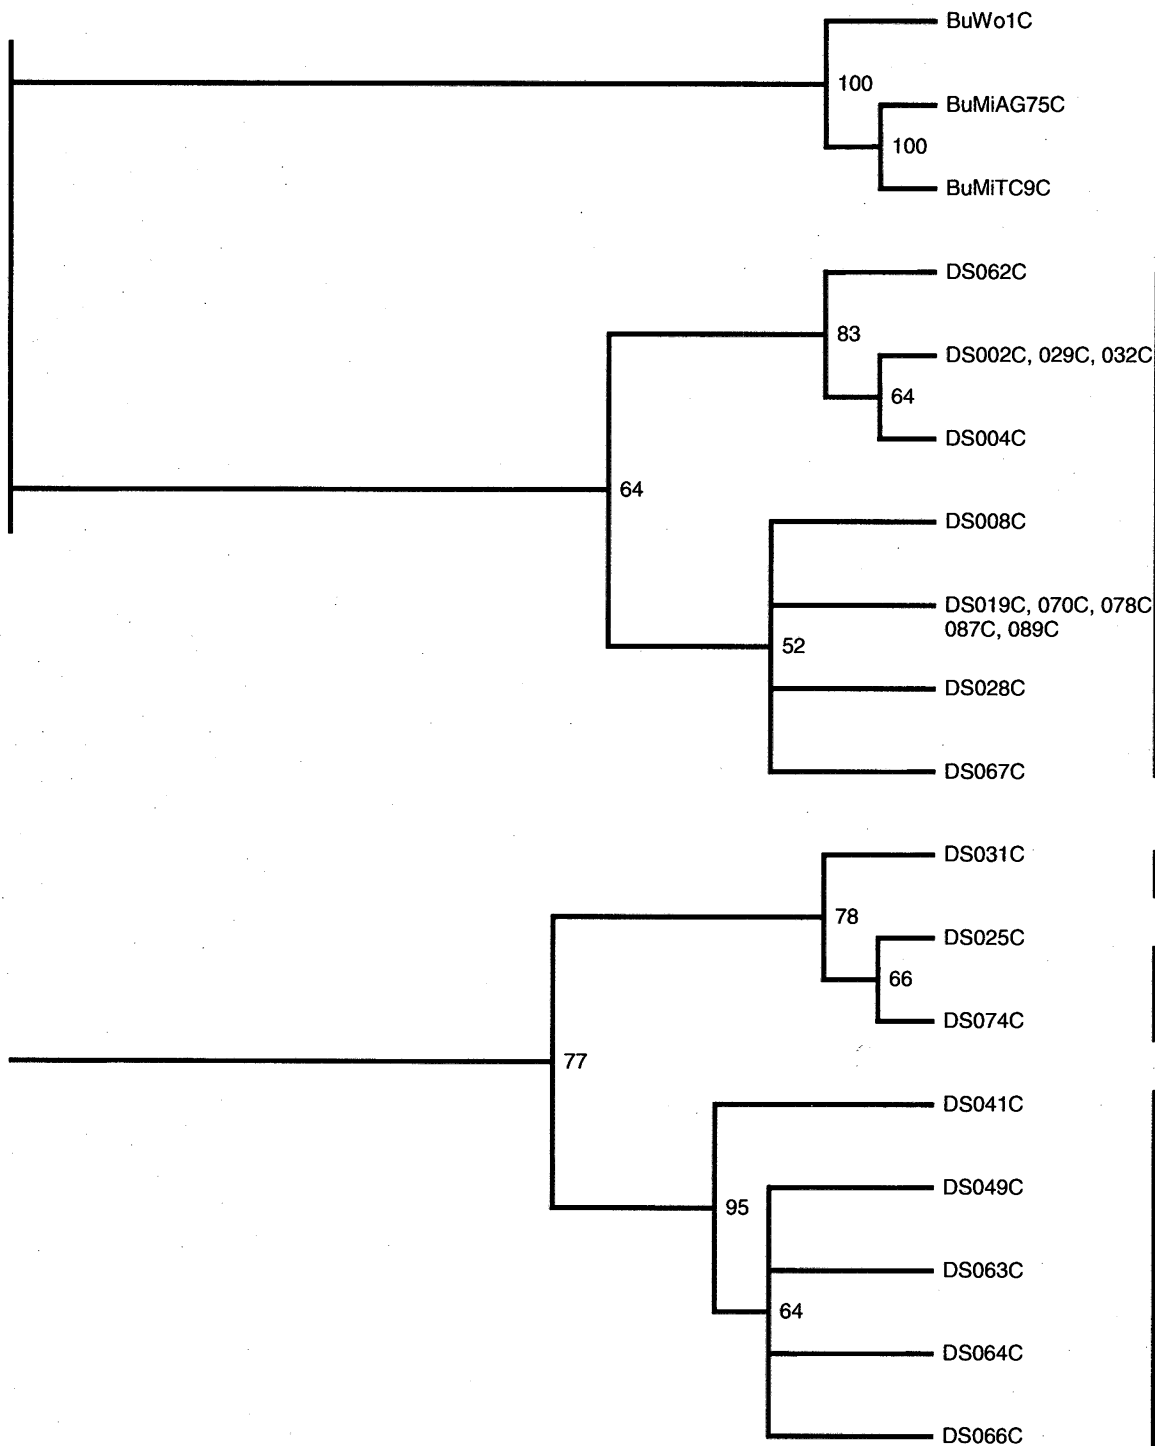 BuWo1C
100
BuMiAG75C
100
BuMiTC9C
DS062C
83
DS002C, 029C, 032C
64
DS004C
64
DS008C
DS019C, 070C, 078C
087C, 089C
52
DS028C
DS067C
DS031C
78
DS025C
66
DS074C
77
DS041C
DS049C
95
DS063C
64
DS064C
DS066C